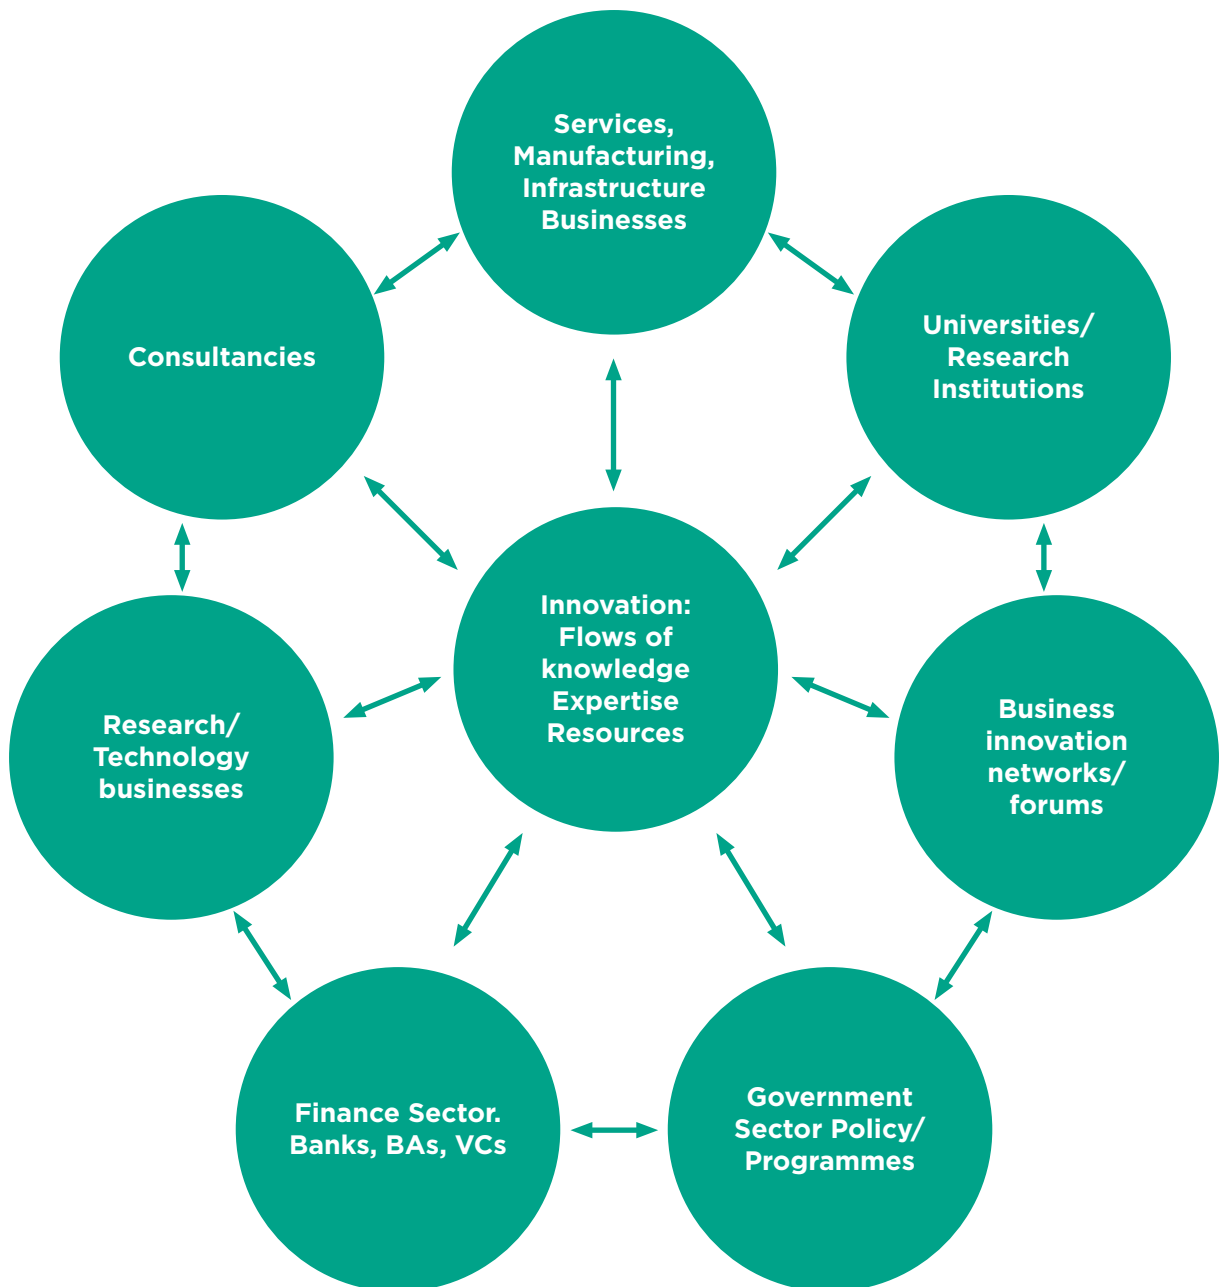 Services,
Manufacturing,
Infrastructure
Businesses
Consultancies
Universities/
Research
Institutions
Innovation:
Flows of
knowledge
Expertise
Resources
Research/
Technology
businesses
Business
innovation
networks/
forums
Finance Sector.
Banks, BAs, VCs
Government
Sector Policy/
Programmes